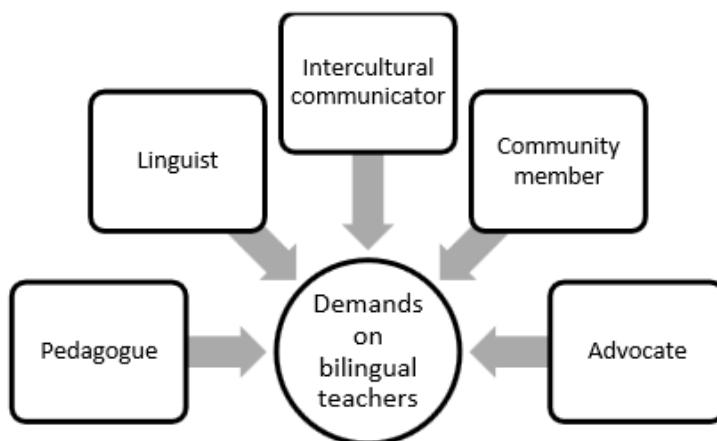 Intercultural
communicator
Linguist
Community
member
Pedagogue
Demands
on
bilingual
teachers
Advocate